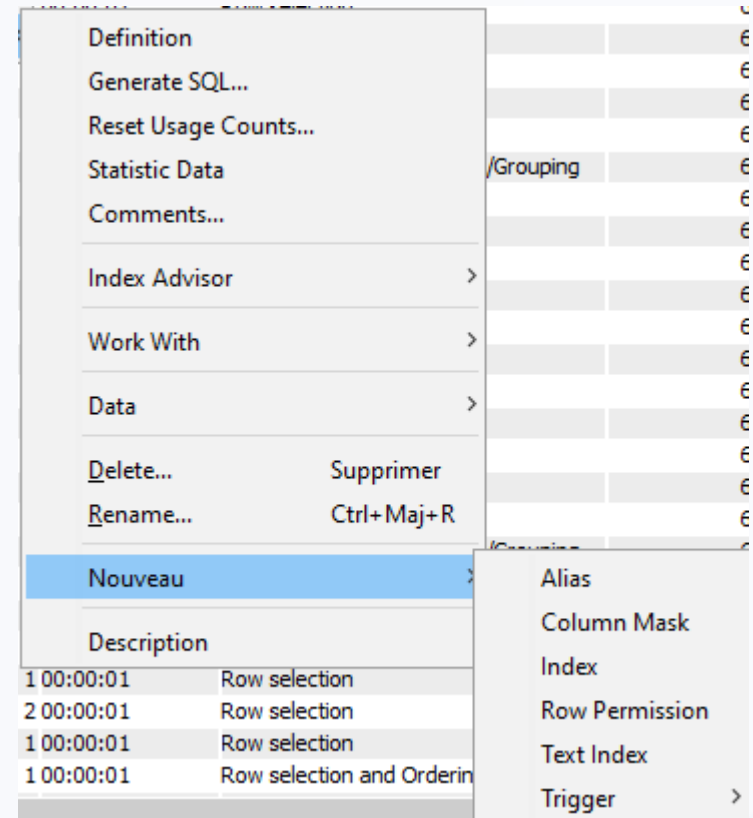 Definition
Generate SQL...
Reset Usage Counts...
Statistic Data
/Grouping
Comments...
Index Advisor
Work With
Data
Delete... Supprimer
Rename... Ctrl+Maj+R
Nouveau
Alias
Column Mask
Description
Index
1 00:00:01 Row selection
2 00:00:01 Row selection
Row Permission
1 00:00:01 Row selection
Text Index
1 00:00:01 Row selection and Orderin
Trigger